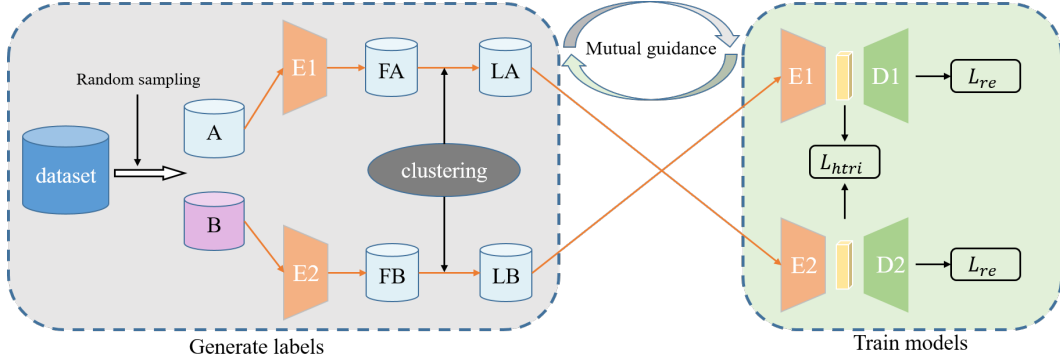 Random sampling
dataset
A
B
E1
E2
FA
LA
clustering
FB
LB
Generate labels
Mutual guidance
E1
D1
L_re
L_htri
E2
D2
L_re
Train models